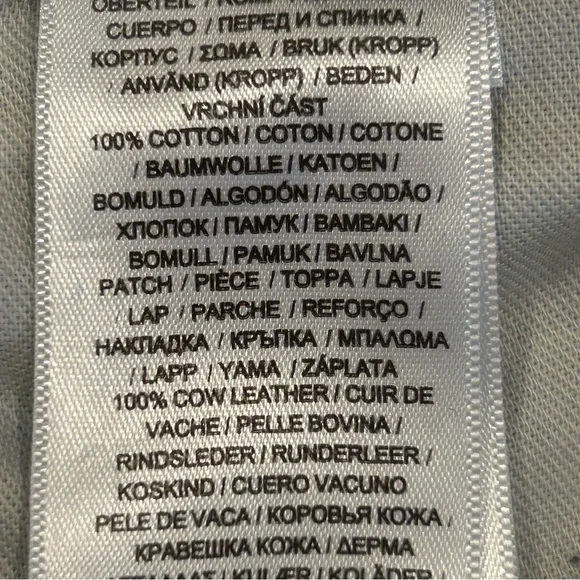 CUERPO / ПЕРЕД И СПИНКА /
КОРПУС / ΣΩΜΑ / BRUK (KROPP)
/ ANVÄND (KROPP) / BEDEN /
VRCHNÍ ČÁST
100% COTTON / COTON / COTONE
/ BAUMWOLLE / KATOEN /
BOMULD / ALGODÓN / ALGODÃO /
ХЛОПОК / ПАМУК / ΒΑΜΒΑΚΙ /
BOMULL / PAMUK / BAVLNA
PATCH / PIÈCE / TOPPA / LAPJE
LAP / PARCHE / REFORÇO /
НАКЛАДКА / КРЪПКА / ΜΠΑΛΩΜΑ
/ LAPP / YAMA / ZÁPLATA
100% COW LEATHER / CUIR DE
VACHE / PELLE BOVINA /
RINDSLEDER / RUNDERLEER /
KOSKIND / CUERO VACUNO
PELE DE VACA / КОРОВЬЯ КОЖА
КРАВЕШКА КОЖА / ΔΕΡΜΑ